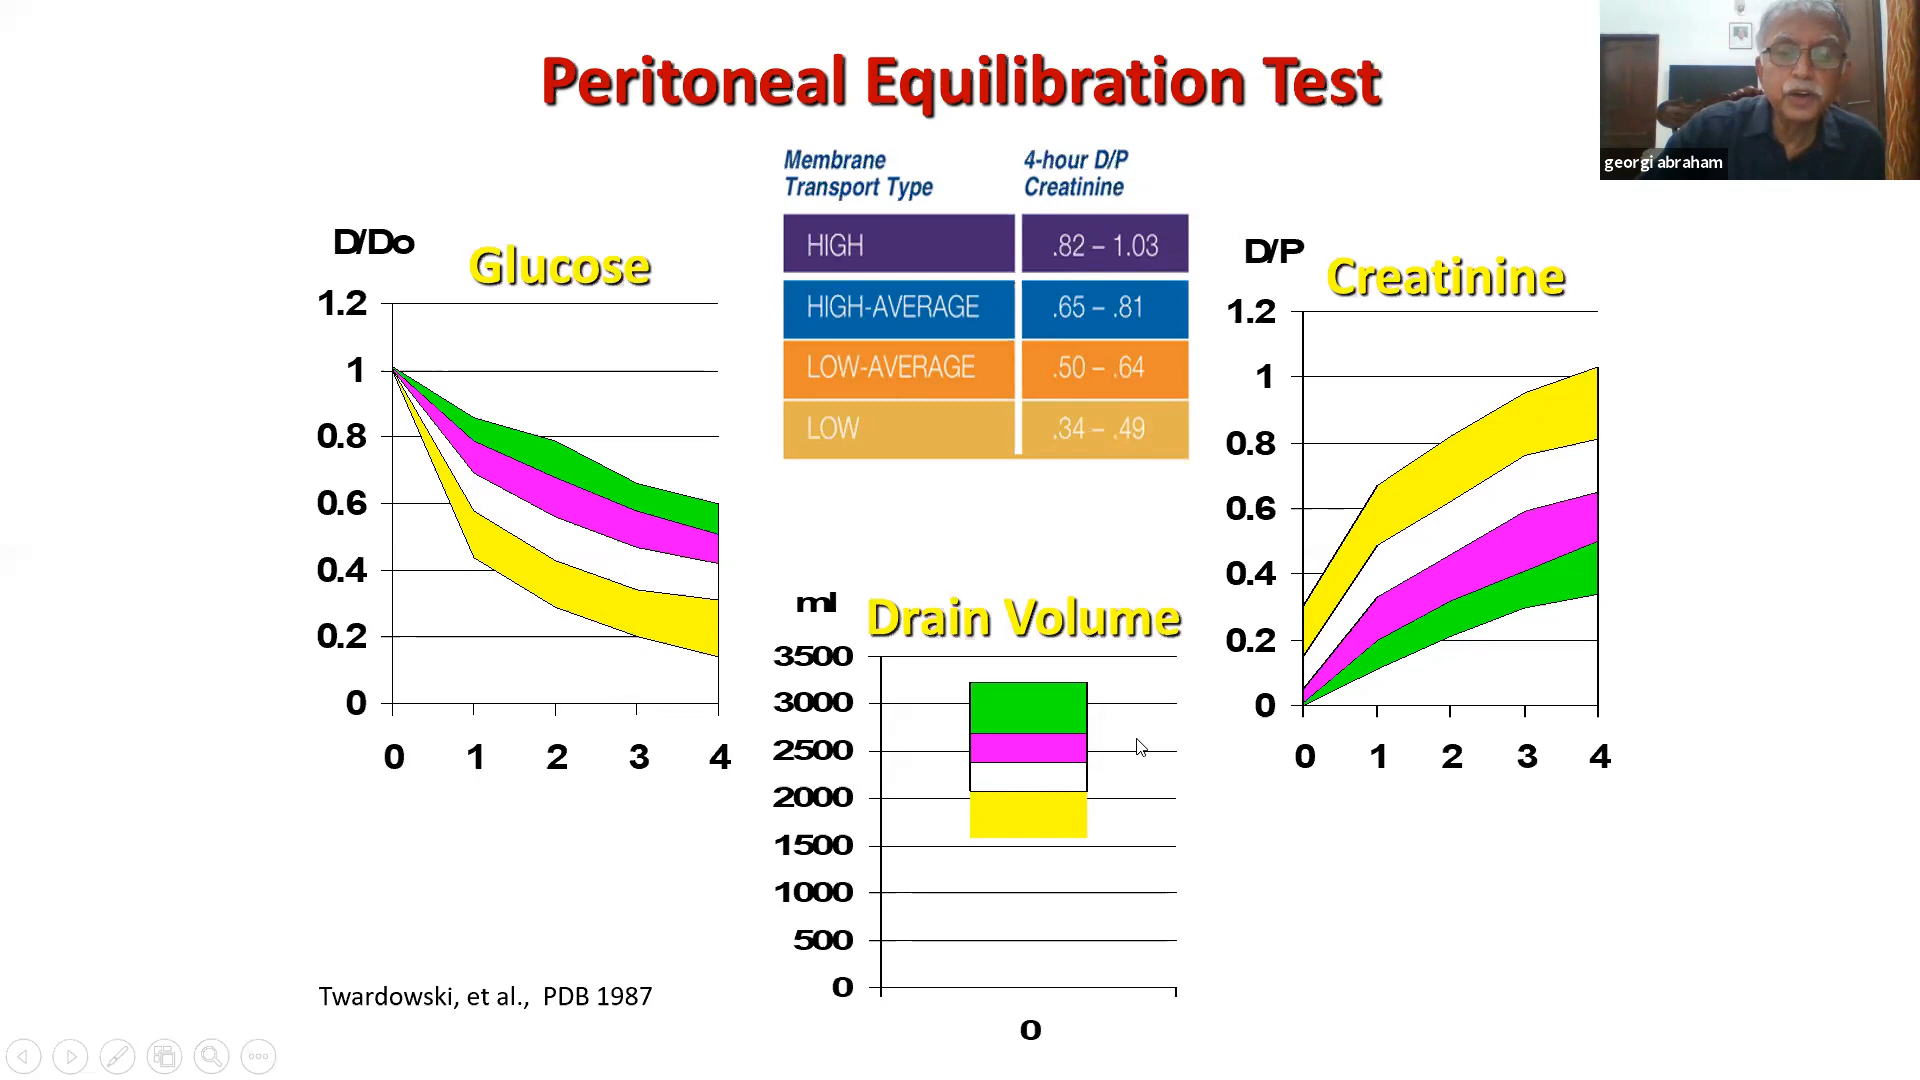 Peritoneal Equilibration Test
georgi abraham
Membrane
Transport Type
4-hour D/P
Creatinine
HIGH
.82 – 1.03
HIGH-AVERAGE
.65 – .81
LOW-AVERAGE
.50 – .64
LOW
.34 – .49
D/Do
Glucose
1.2
1
0.8
0.6
0.4
0.2
0
0 1 2 3 4
D/P
Creatinine
1.2
1
0.8
0.6
0.4
0.2
0
0 1 2 3 4
ml
Drain Volume
3500
3000
2500
2000
1500
1000
500
0
0
Twardowski, et al., PDB 1987